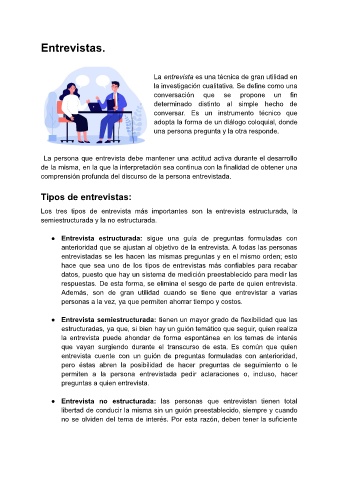 Entrevistas.
La entrevista es una técnica de gran utilidad en
la investigación cualitativa. Se define como una
conversación que se propone un fin
determinado distinto al simple hecho de
conversar. Es un instrumento técnico que
adopta la forma de un diálogo coloquial, donde
una persona pregunta y la otra responde.
La persona que entrevista debe mantener una actitud activa durante el desarrollo
de la misma, en la que la interpretación sea continua con la finalidad de obtener una
comprensión profunda del discurso de la persona entrevistada.
Tipos de entrevistas:
Los tres tipos de entrevista más importantes son la entrevista estructurada, la
semiestructurada y la no estructurada.
● Entrevista estructurada: sigue una guía de preguntas formuladas con
anterioridad que se ajustan al objetivo de la entrevista. A todas las personas
entrevistadas se les hacen las mismas preguntas y en el mismo orden; esto
hace que sea uno de los tipos de entrevistas más confiables para recabar
datos, puesto que hay un sistema de medición preestablecido para medir las
respuestas. De esta forma, se elimina el sesgo de parte de quien entrevista.
Además, son de gran utilidad cuando se tiene que entrevistar a varias
personas a la vez, ya que permiten ahorrar tiempo y costos.
● Entrevista semiestructurada: tienen un mayor grado de flexibilidad que las
estructuradas, ya que, si bien hay un guión temático que seguir, quien realiza
la entrevista puede ahondar de forma espontánea en los temas de interés
que vayan surgiendo durante el transcurso de esta. Es común que quien
entrevista cuente con un guión de preguntas formuladas con anterioridad,
pero éstas abren la posibilidad de hacer preguntas de seguimiento o le
permiten a la persona entrevistada pedir aclaraciones o, incluso, hacer
preguntas a quien entrevista.
● Entrevista no estructurada: las personas que entrevistan tienen total
libertad de conducir la misma sin un guión preestablecido, siempre y cuando
no se olviden del tema de interés. Por esta razón, deben tener la suficiente